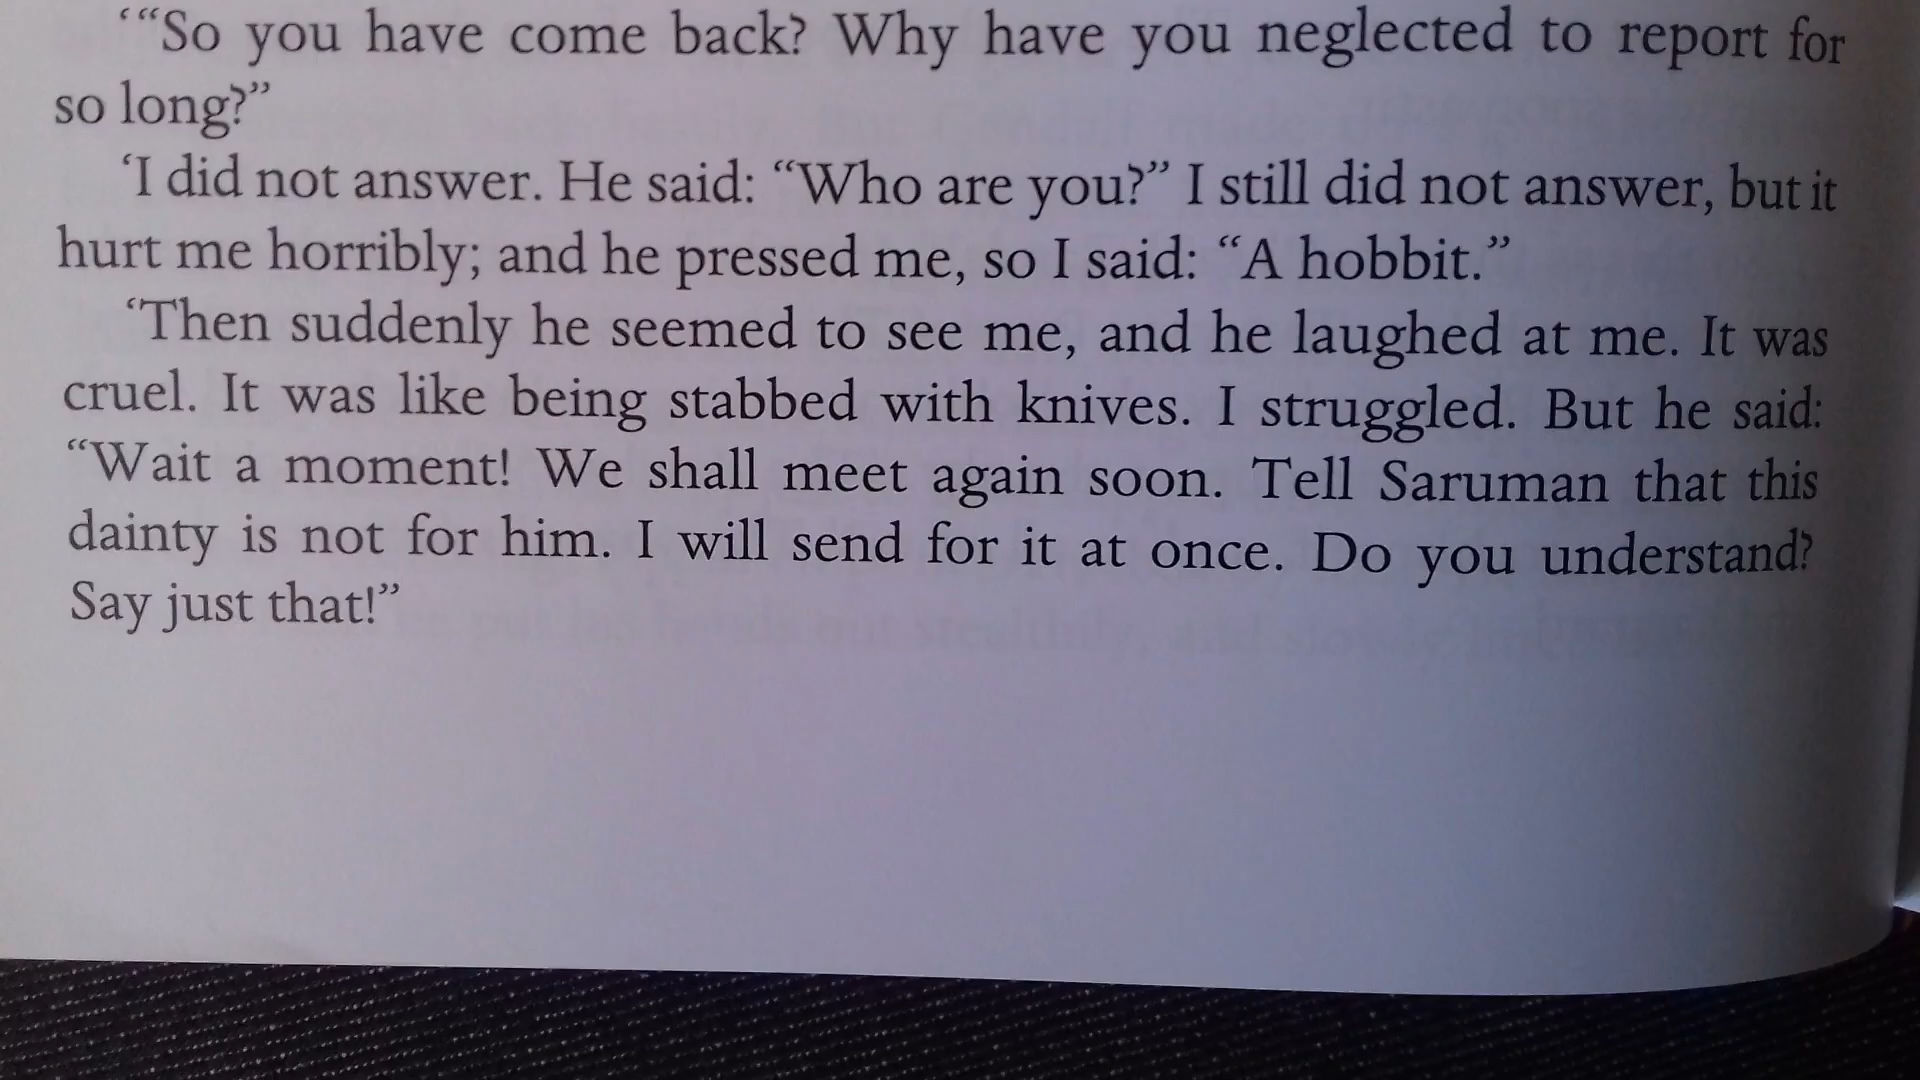 ‘“So you have come back? Why have you neglected to report for
so long?”
‘I did not answer. He said: “Who are you?” I still did not answer, but it
hurt me horribly; and he pressed me, so I said: “A hobbit.”
‘Then suddenly he seemed to see me, and he laughed at me. It was
cruel. It was like being stabbed with knives. I struggled. But he said:
“Wait a moment! We shall meet again soon. Tell Saruman that this
dainty is not for him. I will send for it at once. Do you understand?
Say just that!”